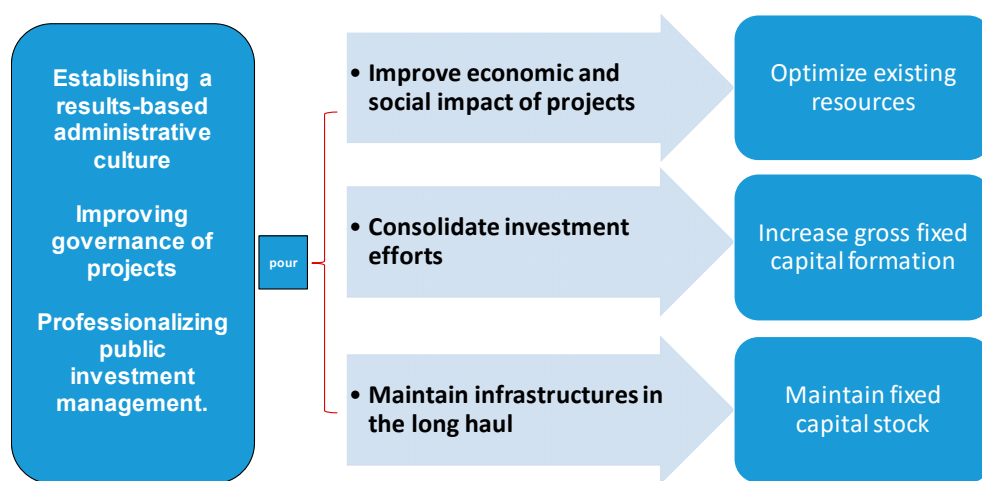 Establishing a
results-based
administrative
culture
Improving
governance of
projects
Professionalizing
public
investment
management.
pour
• Improve economic and
social impact of projects
• Consolidate investment
efforts
• Maintain infrastructures in
the long haul
Optimize existing
resources
Increase gross fixed
capital formation
Maintain fixed
capital stock